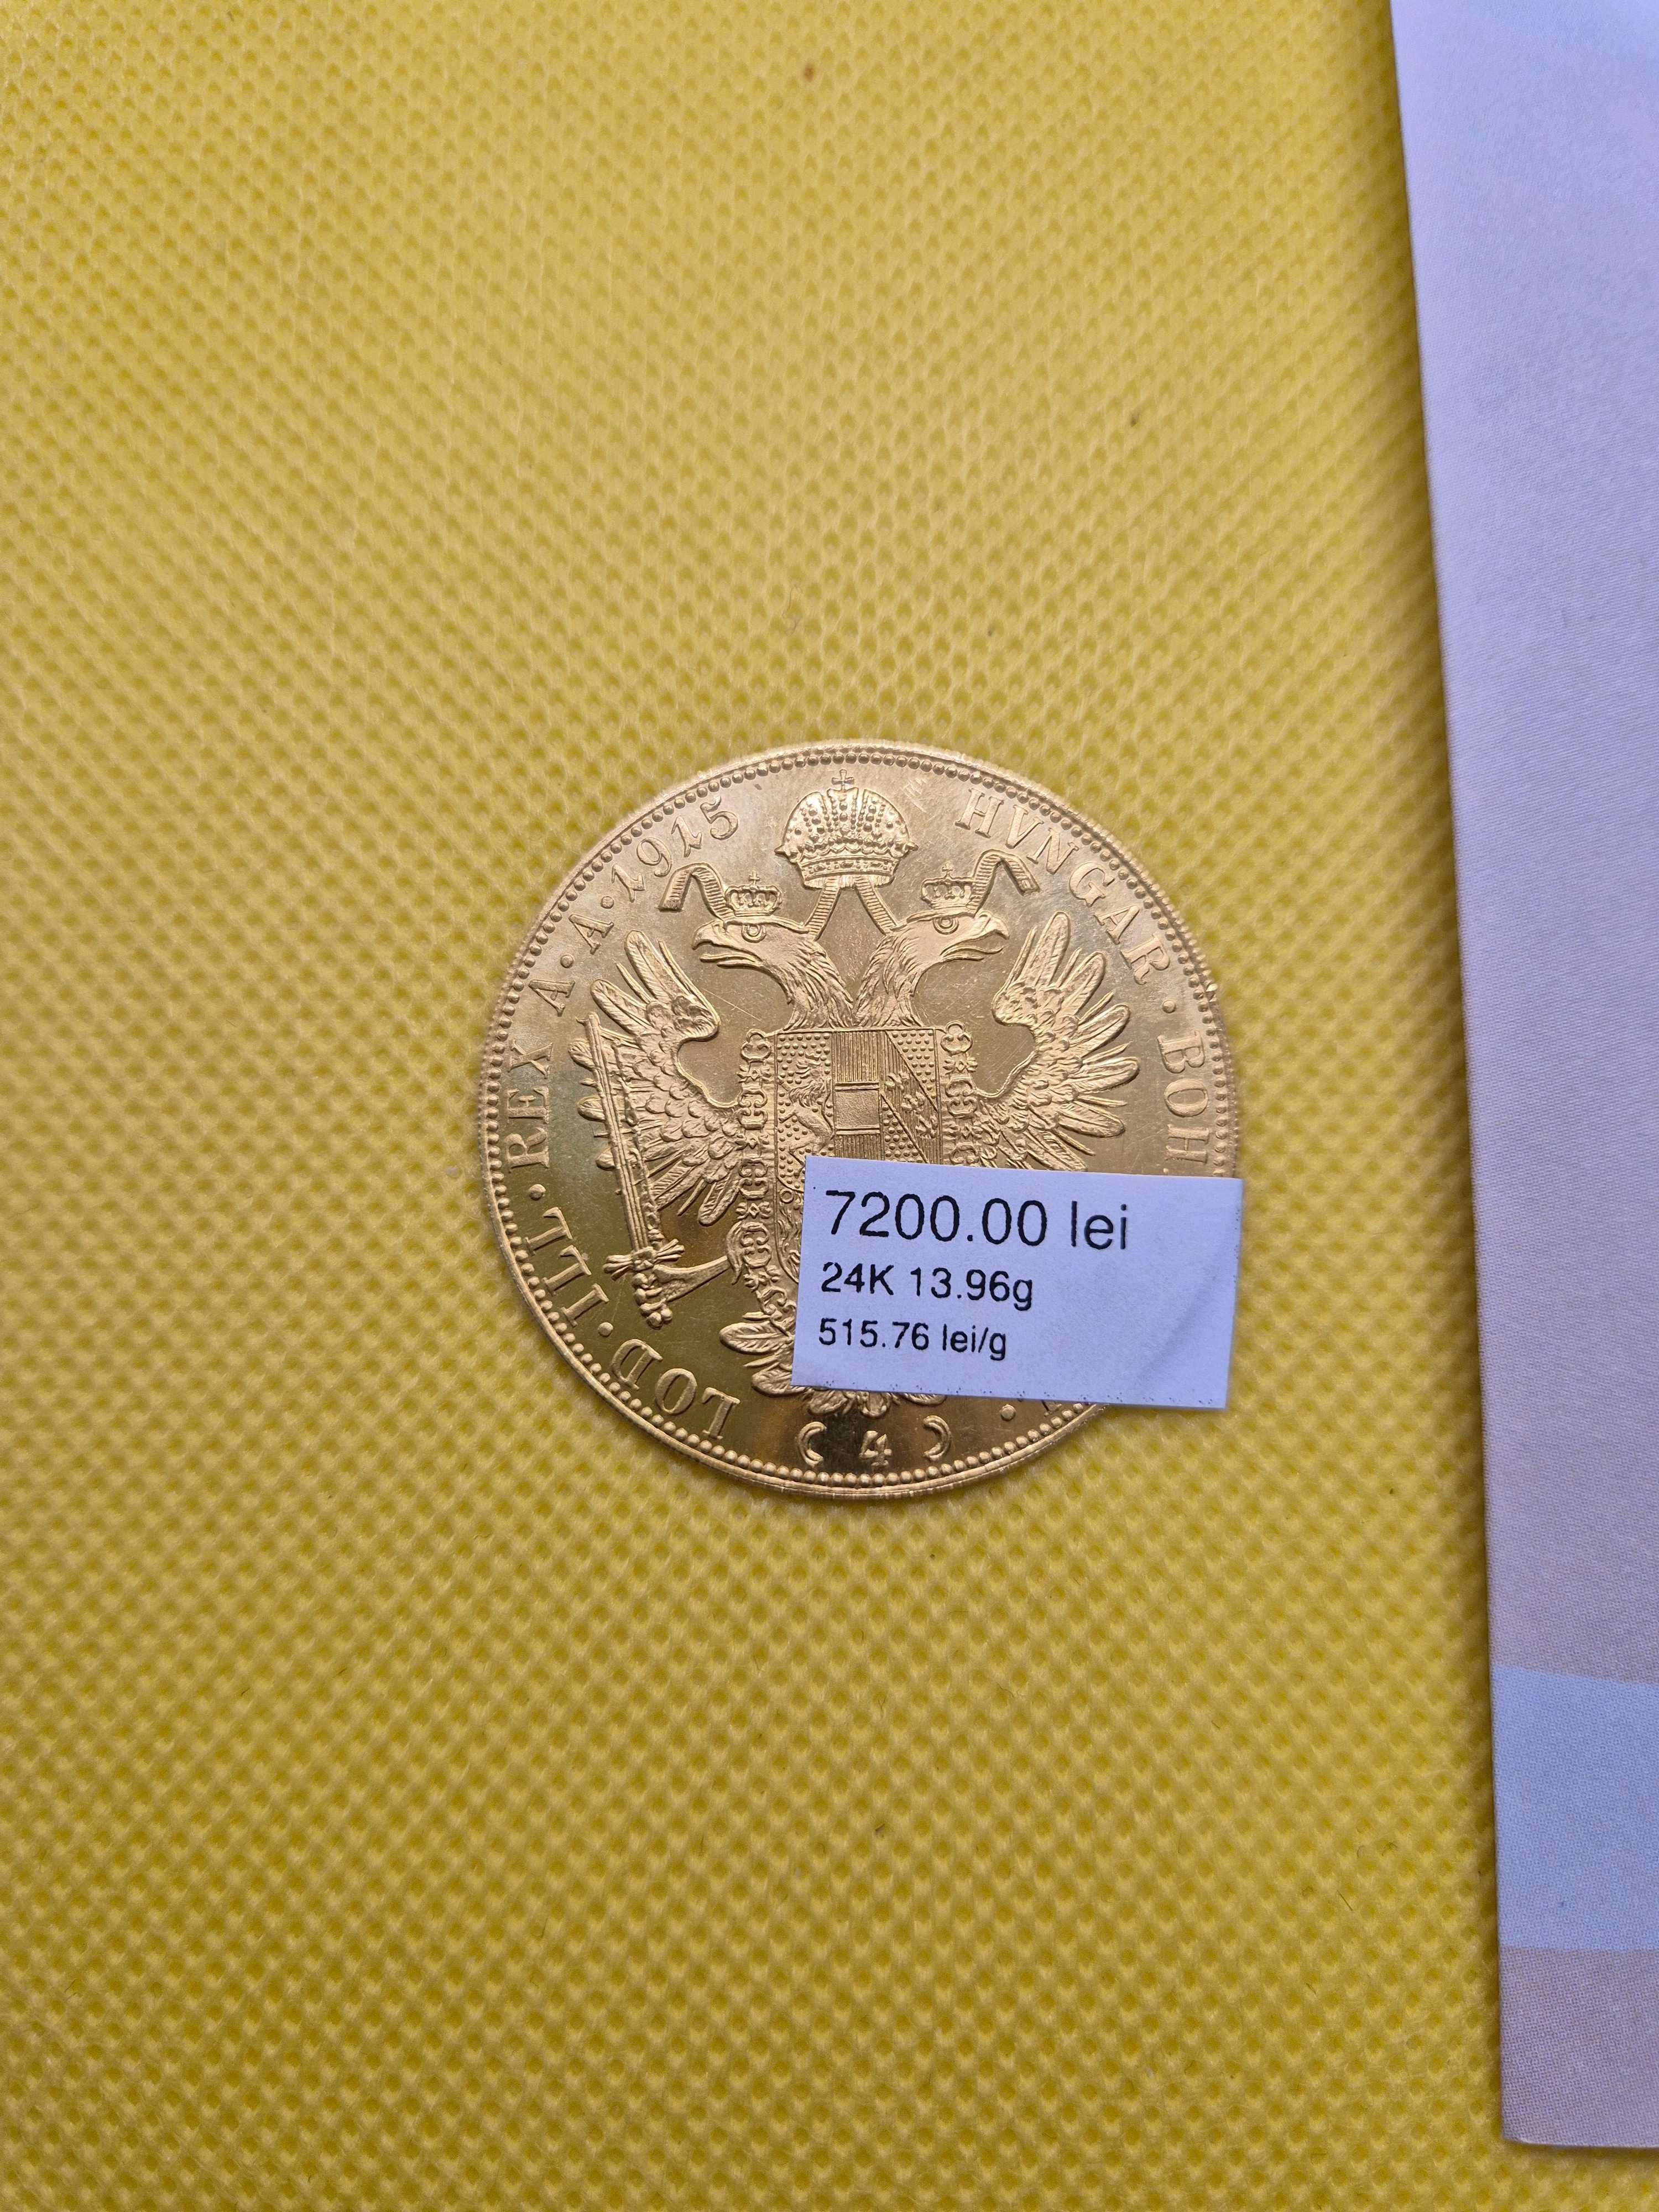 HVNGAR · BOH.
LOD · ILL · REX A · A · 1915
( 4 )
7200.00 lei
24K 13.96g
515.76 lei/g